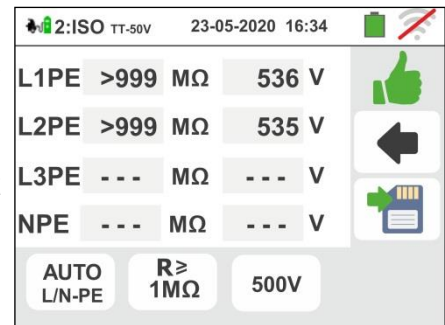 2:ISO TT-50V 23-05-2020 16:34
L1PE >999 MΩ 536 V
L2PE >999 MΩ 535 V
L3PE - - - MΩ - - - V
NPE - - - MΩ - - - V
AUTO R≥ 500V
L/N-PE 1MΩ